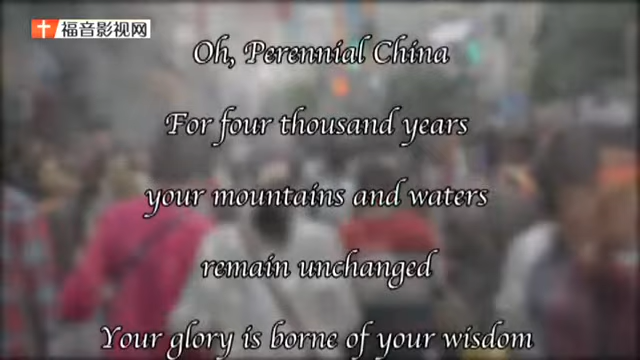 福音影视网
Oh, Perennial China
For four thousand years
your mountains and waters
remain unchanged
Your glory is borne of your wisdom